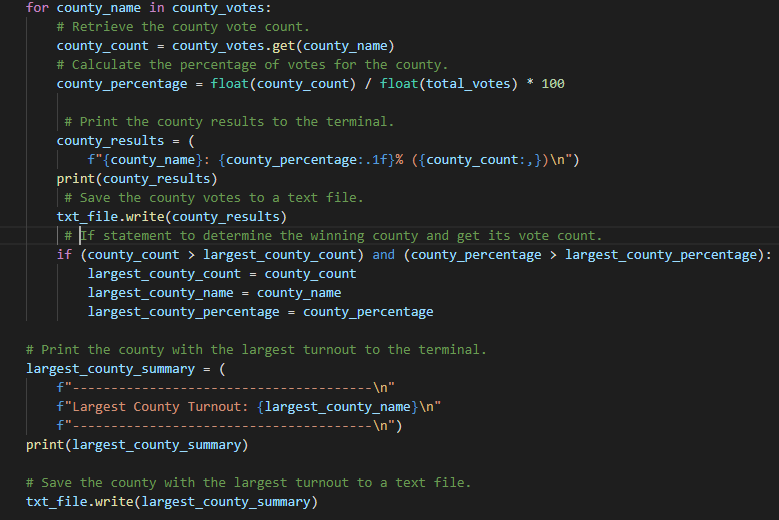 for county_name in county_votes:
    # Retrieve the county vote count.
    county_count = county_votes.get(county_name)
    # Calculate the percentage of votes for the county.
    county_percentage = float(county_count) / float(total_votes) * 100

     # Print the county results to the terminal.
    county_results = (
        f"{county_name}: {county_percentage:.1f}% ({county_count:,})\n")
    print(county_results)
     # Save the county votes to a text file.
    txt_file.write(county_results)
     # If statement to determine the winning county and get its vote count.
    if (county_count > largest_county_count) and (county_percentage > largest_county_percentage):
        largest_county_count = county_count
        largest_county_name = county_name
        largest_county_percentage = county_percentage

# Print the county with the largest turnout to the terminal.
largest_county_summary = (
    f"---------------------------------------\n"
    f"Largest County Turnout: {largest_county_name}\n"
    f"---------------------------------------\n")
print(largest_county_summary)

# Save the county with the largest turnout to a text file.
txt_file.write(largest_county_summary)